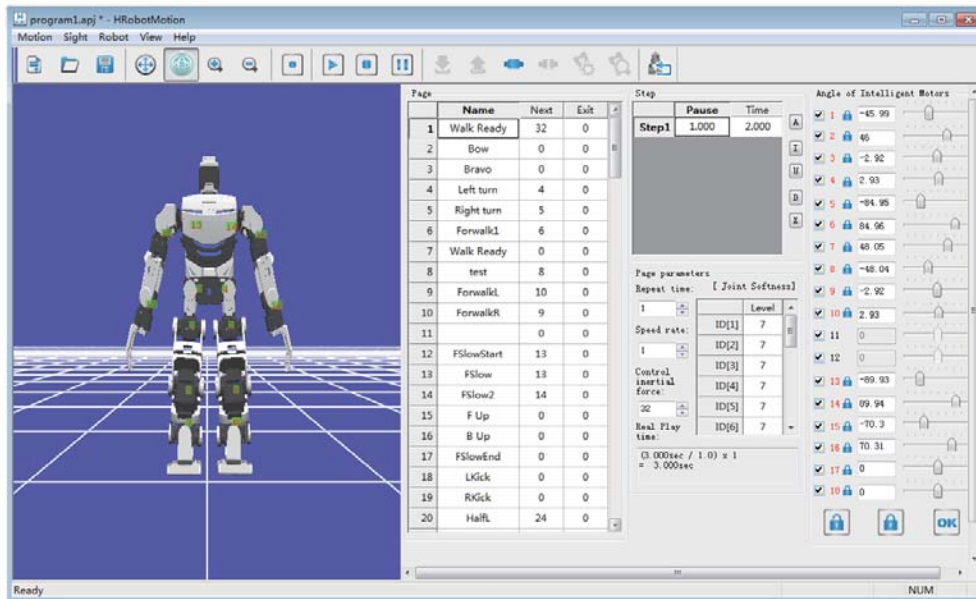 program1.apj * - HRobotMotion
Motion Sight Robot View Help
Page
Name Next Exit
1 Walk Ready 32 0
2 Bow 0 0
3 Bravo 0 0
4 Left turn 4 0
5 Right turn 5 0
6 Forwalk1 6 0
7 Walk Ready 0 0
8 test 8 0
9 ForwalkL 10 0
10 ForwalkR 9 0
11 0 0
12 FSlowStart 13 0
13 FSlow 13 0
14 FSlow2 14 0
15 F Up 0 0
16 B Up 0 0
17 FSlowEnd 0 0
18 LKick 0 0
19 RKick 0 0
20 HalfL 24 0
Step
Pause Time
Step1 1.000 2.000
A
I
D
Page parameters
Repeat time: [ Joint Softness]
1
Speed rate:
1
Control
inertial
force:
32
Real Play
time:
Level
ID[1] 7
ID[2] 7
ID[3] 7
ID[4] 7
ID[5] 7
ID[6] 7
(3.000sec / 1.0) x 1
= 3.000sec
Angle of Intelligent Motors
1 -45.99
2 46
3 -2.92
4 2.93
5 -84.95
6 84.96
7 48.05
8 -48.04
9 -2.92
10 2.93
11 0
12 0
13 -89.93
14 89.94
15 -70.3
16 70.31
17 0
18 0
OK
Ready NUM